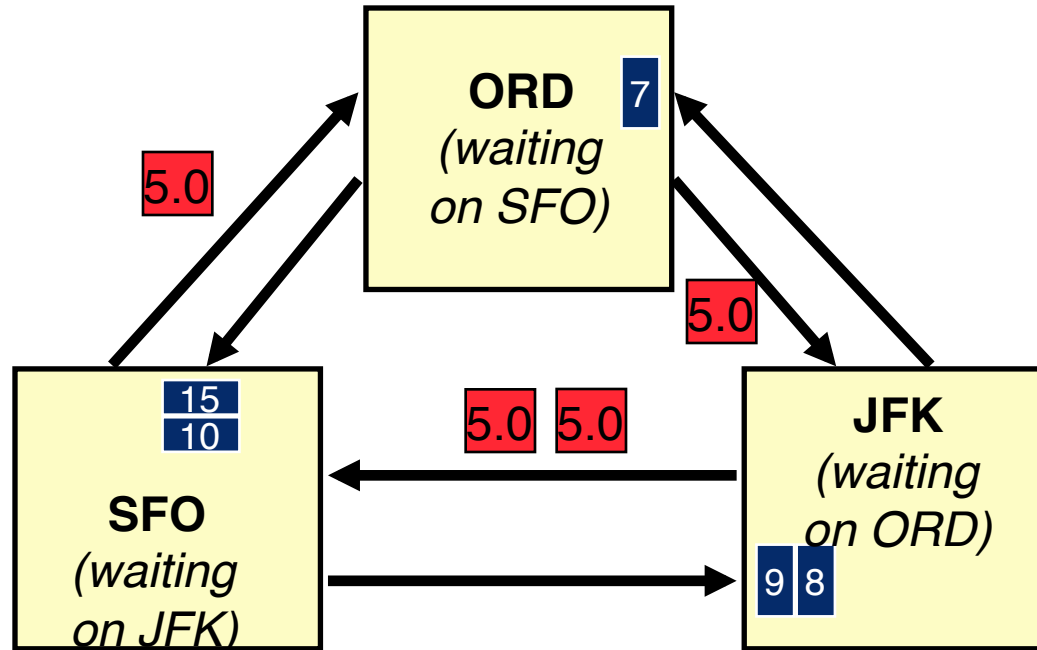 ORD
(waiting
on SFO)
7
5.0
5.0
15
10
SFO
(waiting
on JFK)
5.0 5.0
JFK
(waiting
on ORD)
9 8